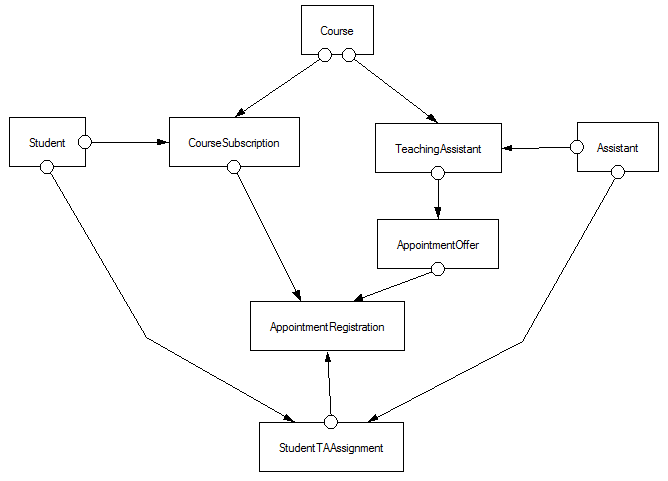 Course
Student
CourseSubscription
TeachingAssistant
Assistant
AppointmentOffer
AppointmentRegistration
StudentTAAssignment